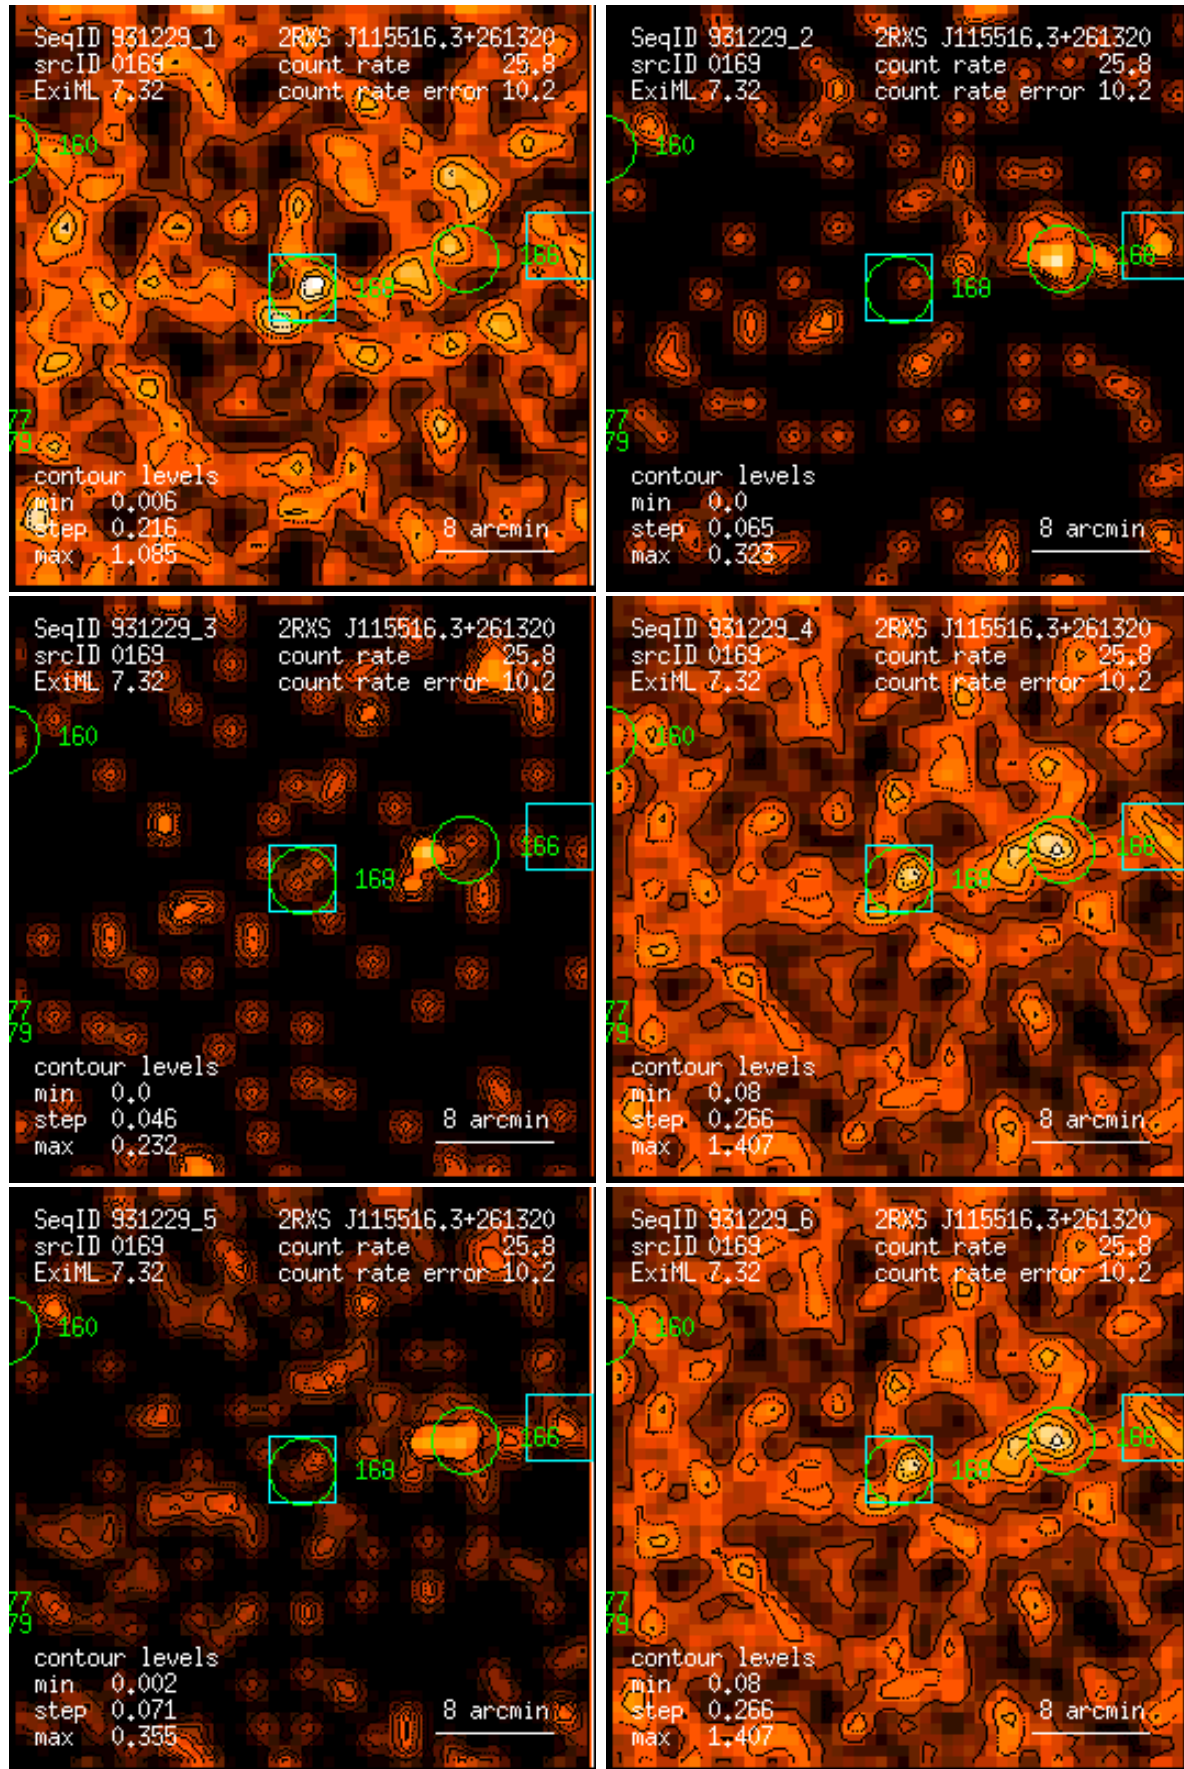 SeqID 931229_1 2RXS J115516.3+261320
srcID 0169 count rate 25.8
ExiML 7.32 count rate error 10.2
160
166
168
77
79
contour levels
min 0.006
step 0.216
max 1.085
8 arcmin
SeqID 931229_2 2RXS J115516.3+261320
srcID 0169 count rate 25.8
ExiML 7.32 count rate error 10.2
160
166
168
77
79
contour levels
min 0.0
step 0.065
max 0.323
8 arcmin
SeqID 931229_3 2RXS J115516.3+261320
srcID 0169 count rate 25.8
ExiML 7.32 count rate error 10.2
160
166
168
77
79
contour levels
min 0.0
step 0.046
max 0.232
8 arcmin
SeqID 931229_4 2RXS J115516.3+261320
srcID 0169 count rate 25.8
ExiML 7.32 count rate error 10.2
160
166
168
77
79
contour levels
min 0.08
step 0.266
max 1.407
8 arcmin
SeqID 931229_5 2RXS J115516.3+261320
srcID 0169 count rate 25.8
ExiML 7.32 count rate error 10.2
160
166
168
77
79
contour levels
min 0.002
step 0.071
max 0.355
8 arcmin
SeqID 931229_6 2RXS J115516.3+261320
srcID 0169 count rate 25.8
ExiML 7.32 count rate error 10.2
160
166
168
77
79
contour levels
min 0.08
step 0.266
max 1.407
8 arcmin